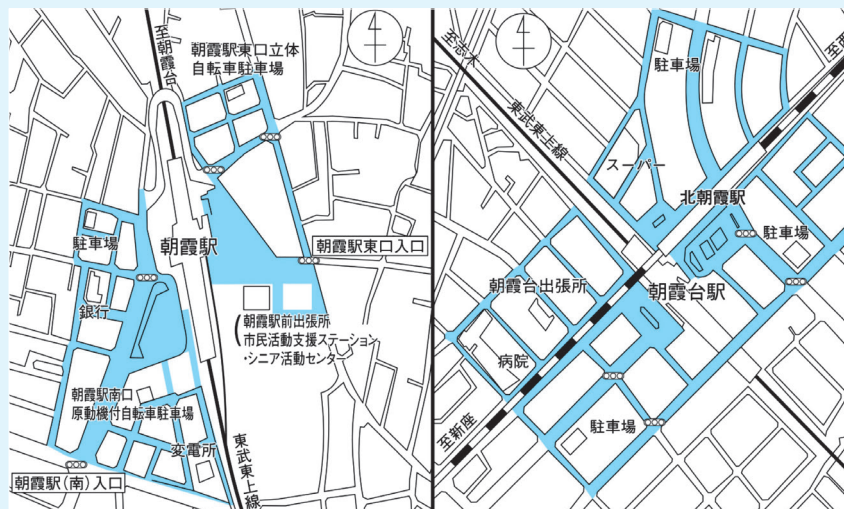 至朝霞台
朝霞駅東口立体
自転車駐車場
朝霞駅
駐車場
銀行
朝霞駅東口入口
(朝霞駅前出張所
市民活動支援ステーション
・シニア活動センター
朝霞駅南口
原動機付自転車駐車場
変電所
朝霞駅(南)入口
東武東上線
至志木
東武東上線
駐車場
スーパー
北朝霞駅
駐車場
朝霞台出張所
朝霞台駅
病院
至新座
駐車場